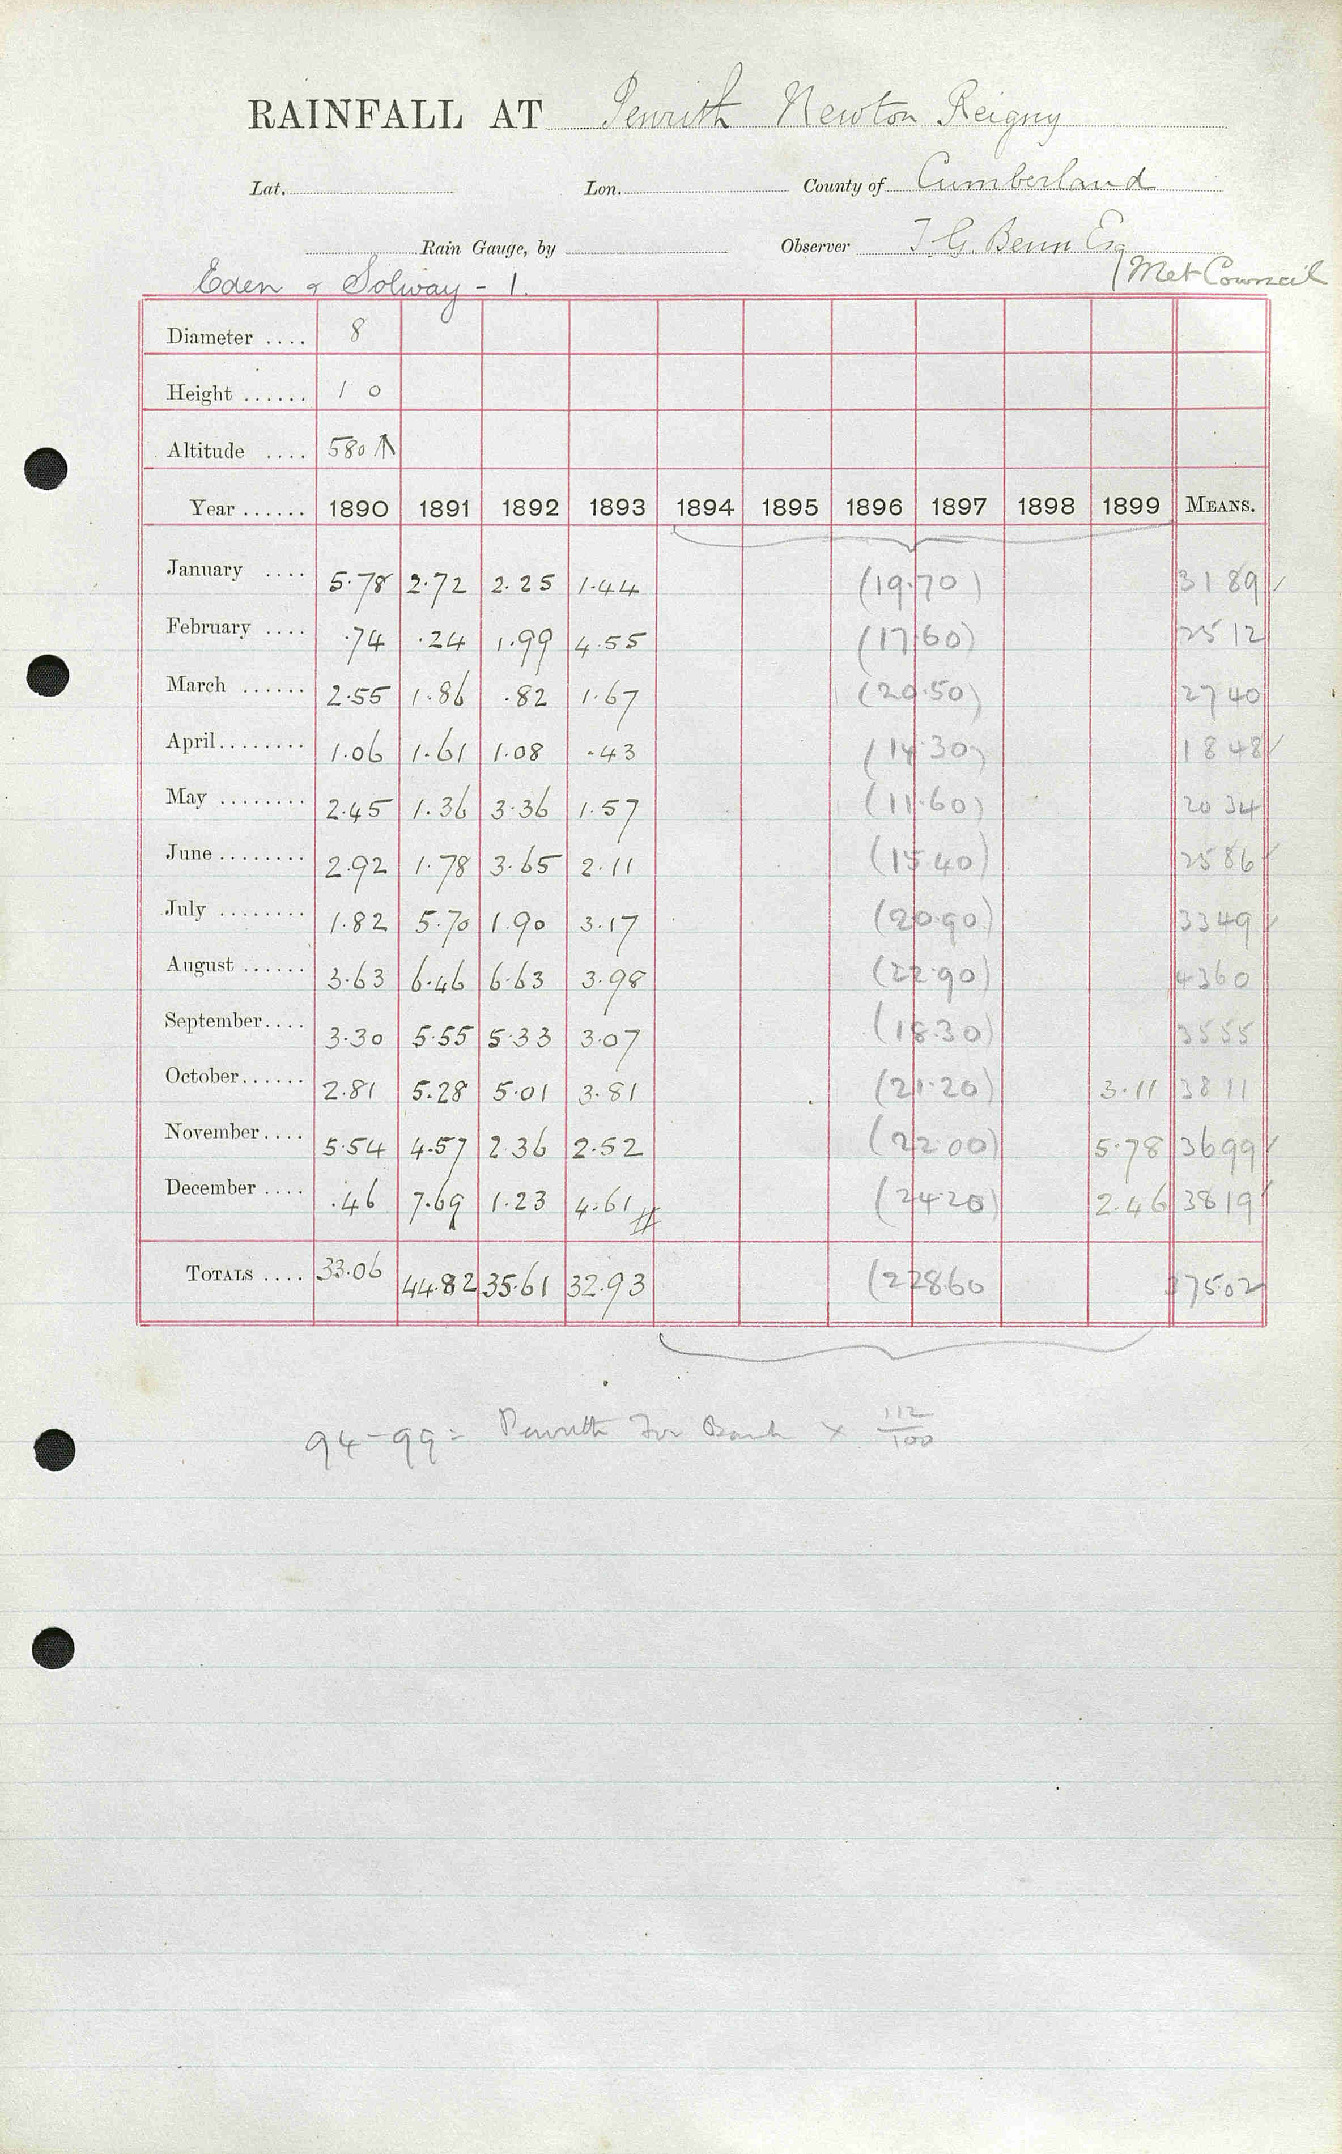 RAINFALL AT Penrith Newton Reigny
Lat. Lon. County of Cumberland
Rain Gauge, by Observer T G. Benn Esq
Eden & Solway - 1. / Met Council
Diameter .... 8
Height ...... 1 0
Altitude .... 580 ↑
Year ...... 1890 1891 1892 1893 1894 1895 1896 1897 1898 1899 MEANS.
January .... 5.78 2.72 2.25 1.44 (19.70) 3189 ✓
February .... .74 .24 1.99 4.55 (17.60) 2512
March ...... 2.55 1.86 .82 1.67 (20.50) 2740
April ........ 1.06 1.61 1.08 .43 (14.30) 1848 ✓
May ........ 2.45 1.36 3.36 1.57 (11.60) 2034
June ........ 2.92 1.78 3.65 2.11 (15.40) 2586 ✓
July ........ 1.82 5.70 1.90 3.17 (20.90) 3349 ✓
August ...... 3.63 6.46 6.63 3.98 (22.90) 4360
September .... 3.30 5.55 5.33 3.07 (18.30) 3555
October ...... 2.81 5.28 5.01 3.81 (21.20) 3.11 3811
November .... 5.54 4.57 2.36 2.52 (22.00) 5.78 3699 ✓
December .... .46 7.69 1.23 4.61 (24.20) 2.46 3819 ✓
TOTALS .... 33.06 44.82 35.61 32.93 (22860 37502
94-99 = Penrith Bank × 112/100